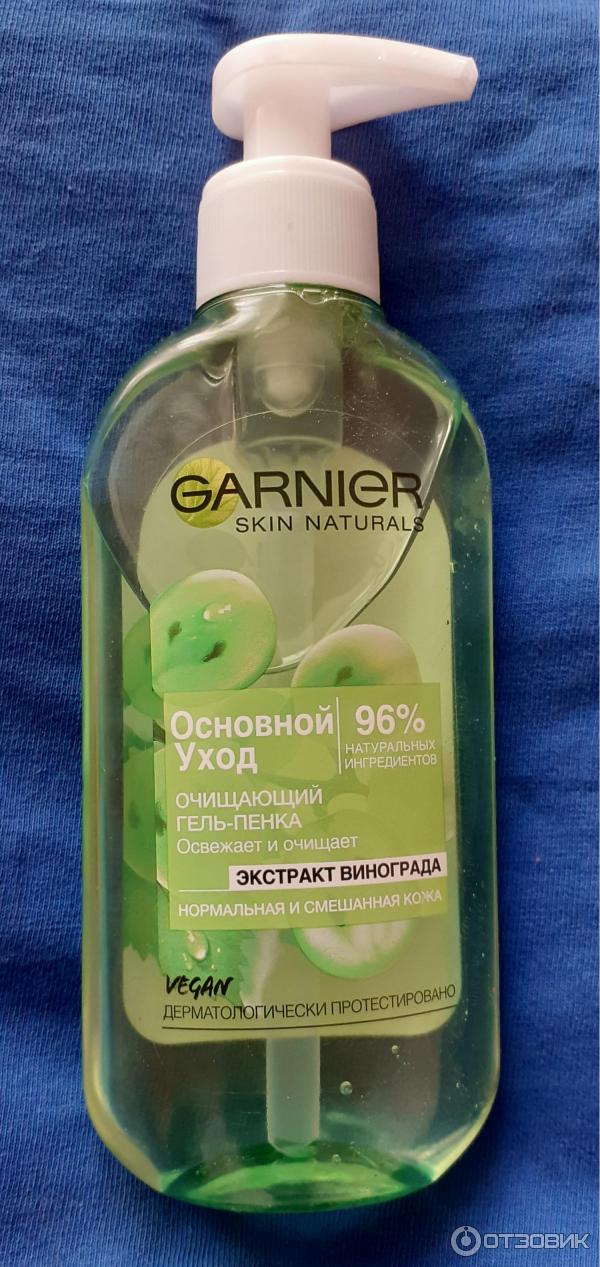 GARNIER
SKIN NATURALS
Основной
Уход
96%
НАТУРАЛЬНЫХ
ИНГРЕДИЕНТОВ
ОЧИЩАЮЩИЙ
ГЕЛЬ-ПЕНКА
Освежает и очищает
ЭКСТРАКТ ВИНОГРАДА
НОРМАЛЬНАЯ И СМЕШАННАЯ КОЖА
VEGAN
ДЕРМАТОЛОГИЧЕСКИ ПРОТЕСТИРОВАНО
ОТЗОВИК